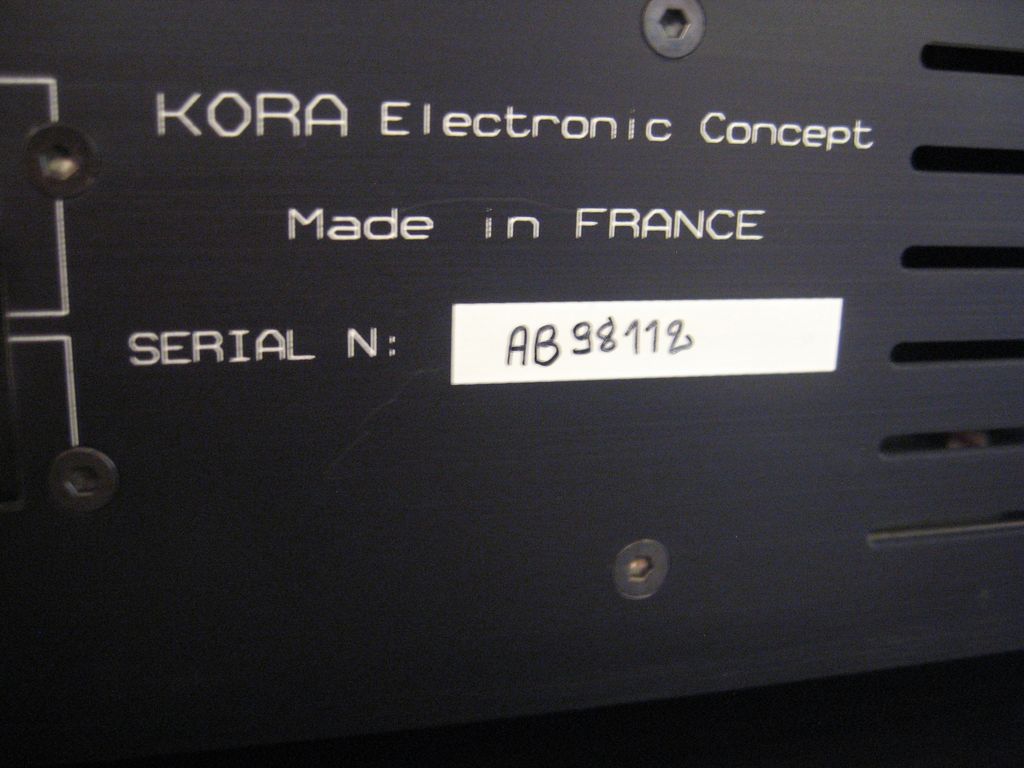 KORA Electronic Concept
Made in FRANCE
SERIAL N: AB98112